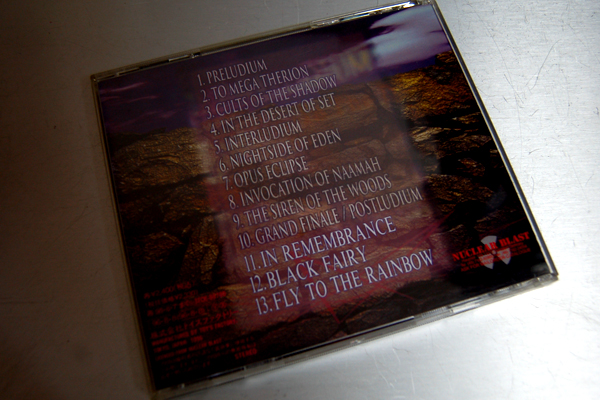 1. PRELUDIUM
2. TO MEGA THERION
3. CULTS OF THE SHADOW
4. IN THE DESERT OF SET
5. INTERLUDIUM
6. NIGHTSIDE OF EDEN
7. OPUS ECLIPSE
8. INVOCATION OF NAAMAH
9. THE SIREN OF THE WOODS
10. GRAND FINALE / POSTLUDIUM
11. IN REMEMBRANCE
12. BLACK FAIRY
13. FLY TO THE RAINBOW
NUCLEAR BLAST